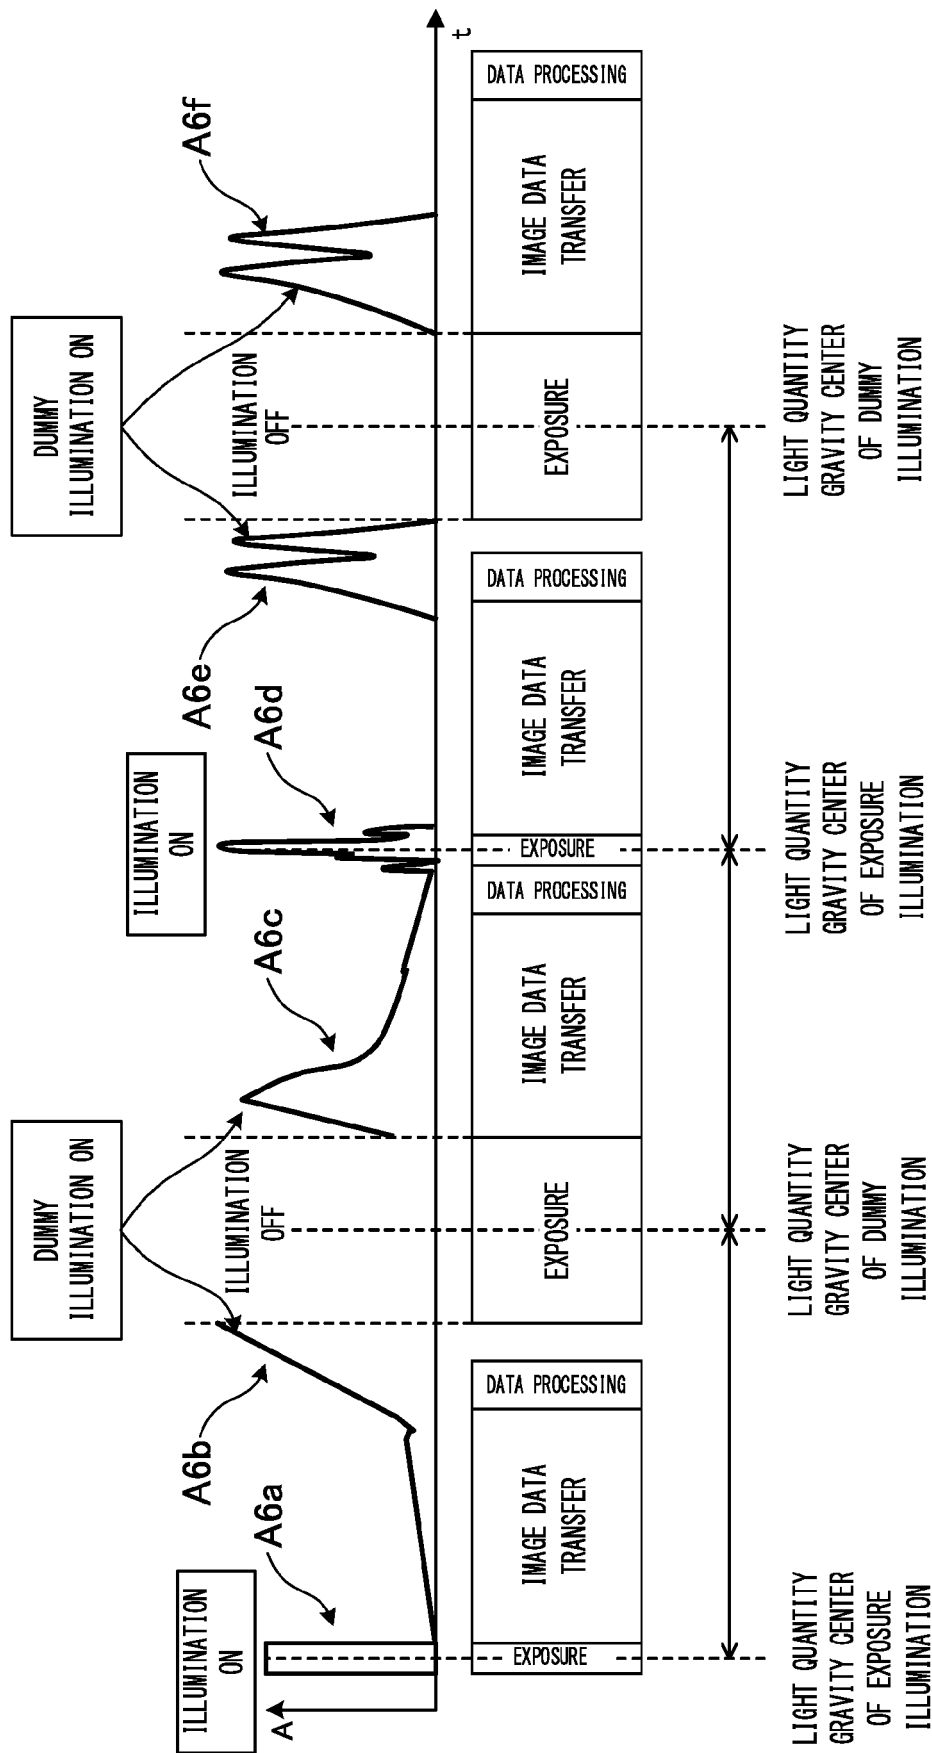 ILLUMINATION
ON
DUMMY
ILLUMINATION ON
ILLUMINATION
ON
DUMMY
ILLUMINATION ON
A6a
A6b
A6c
A6d
A6e
A6f
ILLUMINATION
OFF
ILLUMINATION
OFF
A
t
EXPOSURE
IMAGE DATA
TRANSFER
DATA PROCESSING
EXPOSURE
IMAGE DATA
TRANSFER
DATA PROCESSING
EXPOSURE
IMAGE DATA
TRANSFER
DATA PROCESSING
EXPOSURE
IMAGE DATA
TRANSFER
DATA PROCESSING
LIGHT QUANTITY
GRAVITY CENTER
OF EXPOSURE
ILLUMINATION
LIGHT QUANTITY
GRAVITY CENTER
OF DUMMY
ILLUMINATION
LIGHT QUANTITY
GRAVITY CENTER
OF EXPOSURE
ILLUMINATION
LIGHT QUANTITY
GRAVITY CENTER
OF DUMMY
ILLUMINATION